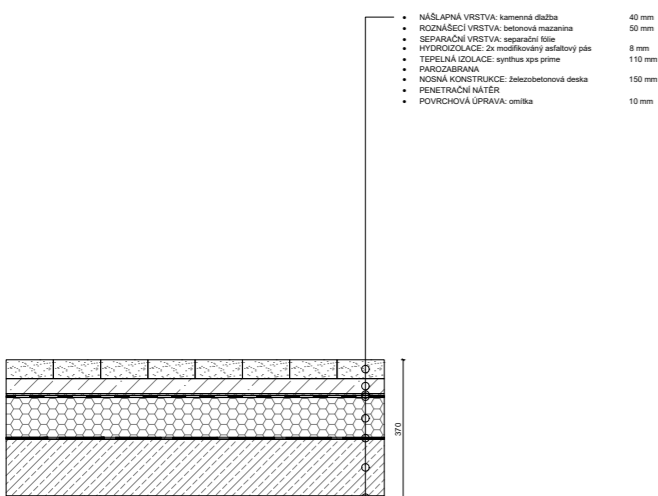 • NÁŠLAPNÁ VRSTVA: kamenná dlažba 40 mm
• ROZNÁŠECÍ VRSTVA: betonová mazanina 50 mm
• SEPARAČNÍ VRSTVA: separační fólie
• HYDROIZOLACE: 2x modifikováný asfaltový pás 8 mm
• TEPELNÁ IZOLACE: synthus xps prime 110 mm
• PAROZABRANA
• NOSNÁ KONSTRUKCE: železobetonová deska 150 mm
• PENETRAČNÍ NÁTĚR
• POVRCHOVÁ ÚPRAVA: omítka 10 mm
370